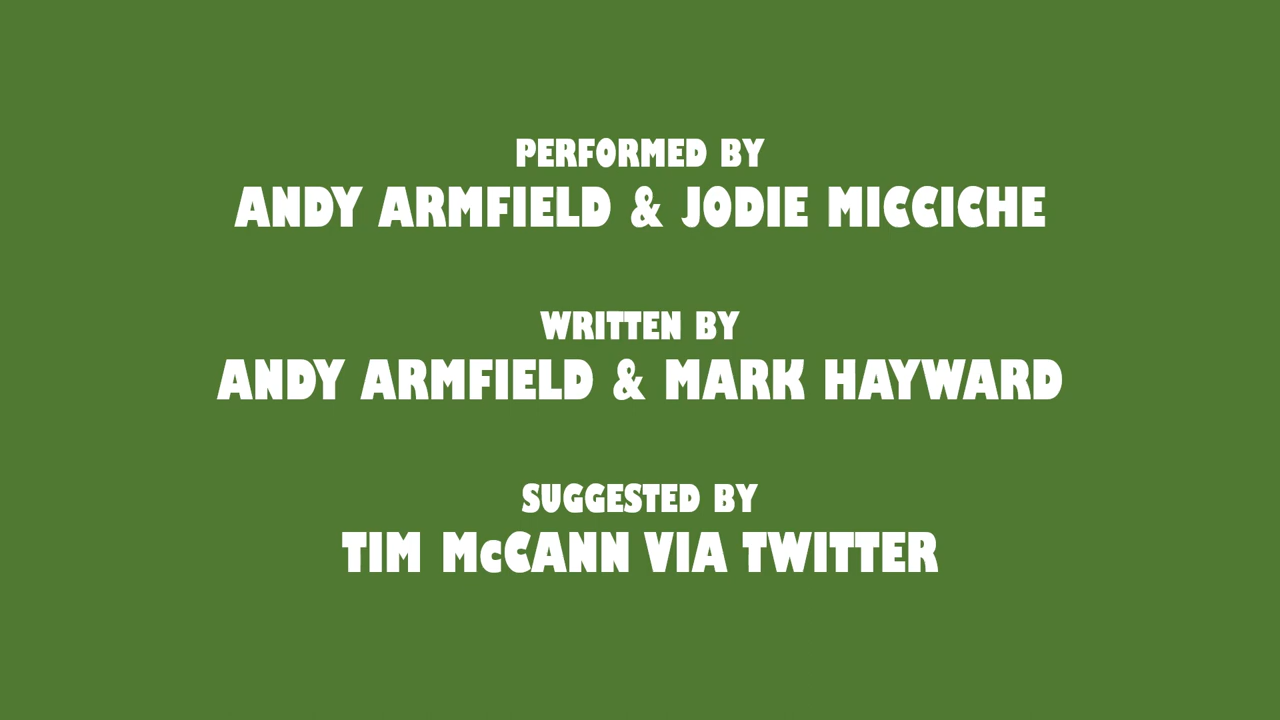 PERFORMED BY
ANDY ARMFIELD & JODIE MICCICHE
WRITTEN BY
ANDY ARMFIELD & MARK HAYWARD
SUGGESTED BY
TIM McCANN VIA TWITTER